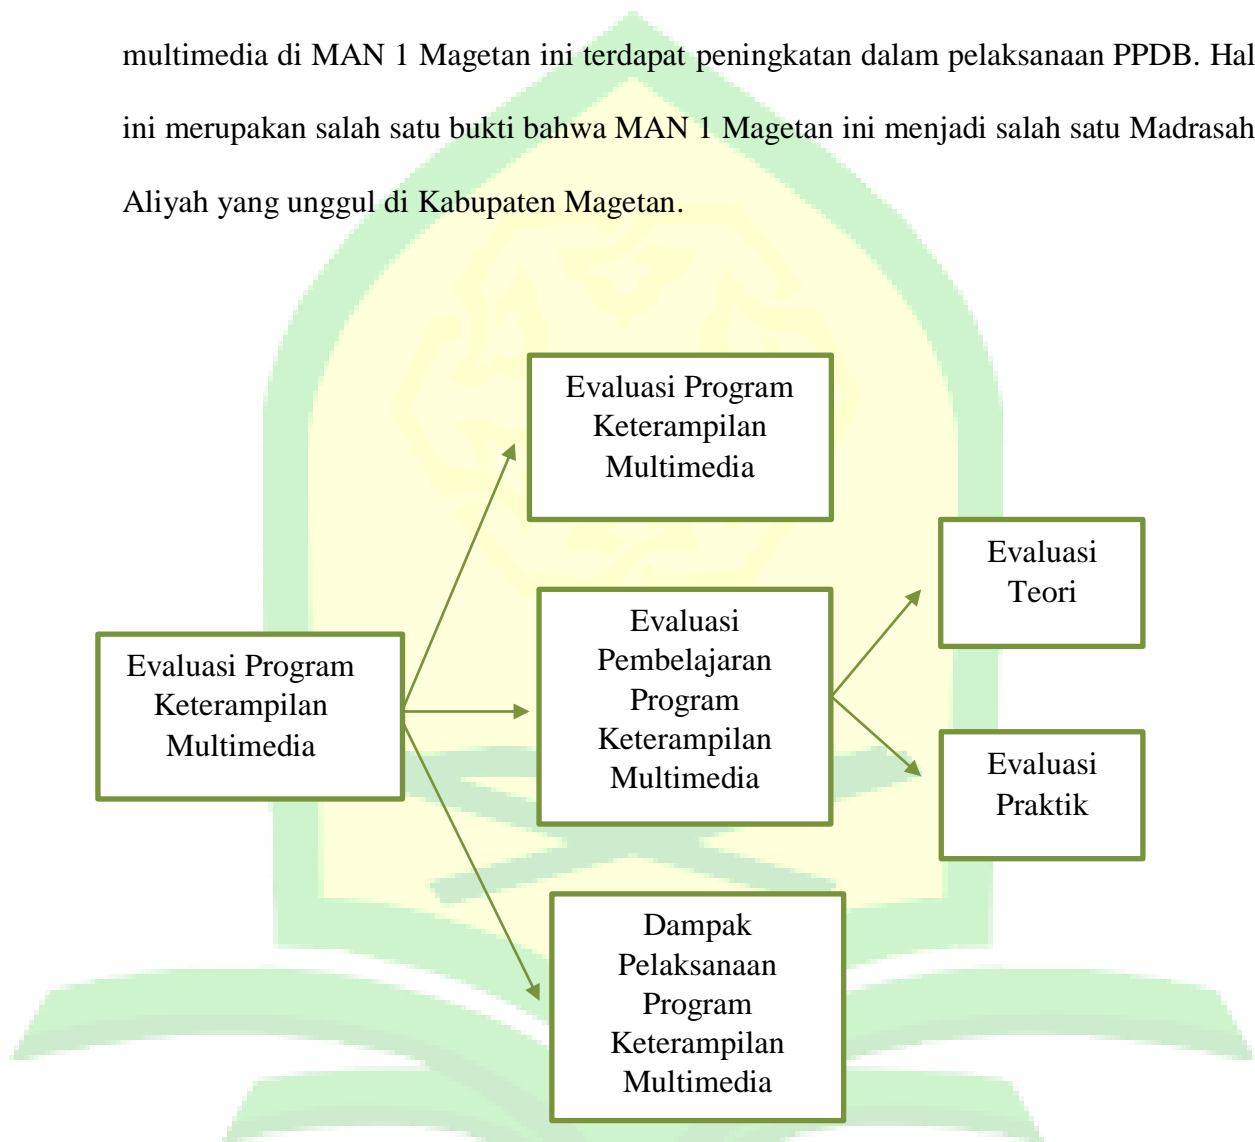 multimedia di MAN 1 Magetan ini terdapat peningkatan dalam pelaksanaan PPDB. Hal
ini merupakan salah satu bukti bahwa MAN 1 Magetan ini menjadi salah satu Madrasah
Aliyah yang unggul di Kabupaten Magetan.
Evaluasi Program
Keterampilan
Multimedia
Evaluasi Program
Keterampilan
Multimedia
Evaluasi
Pembelajaran
Program
Keterampilan
Multimedia
Dampak
Pelaksanaan
Program
Keterampilan
Multimedia
Evaluasi
Teori
Evaluasi
Praktik